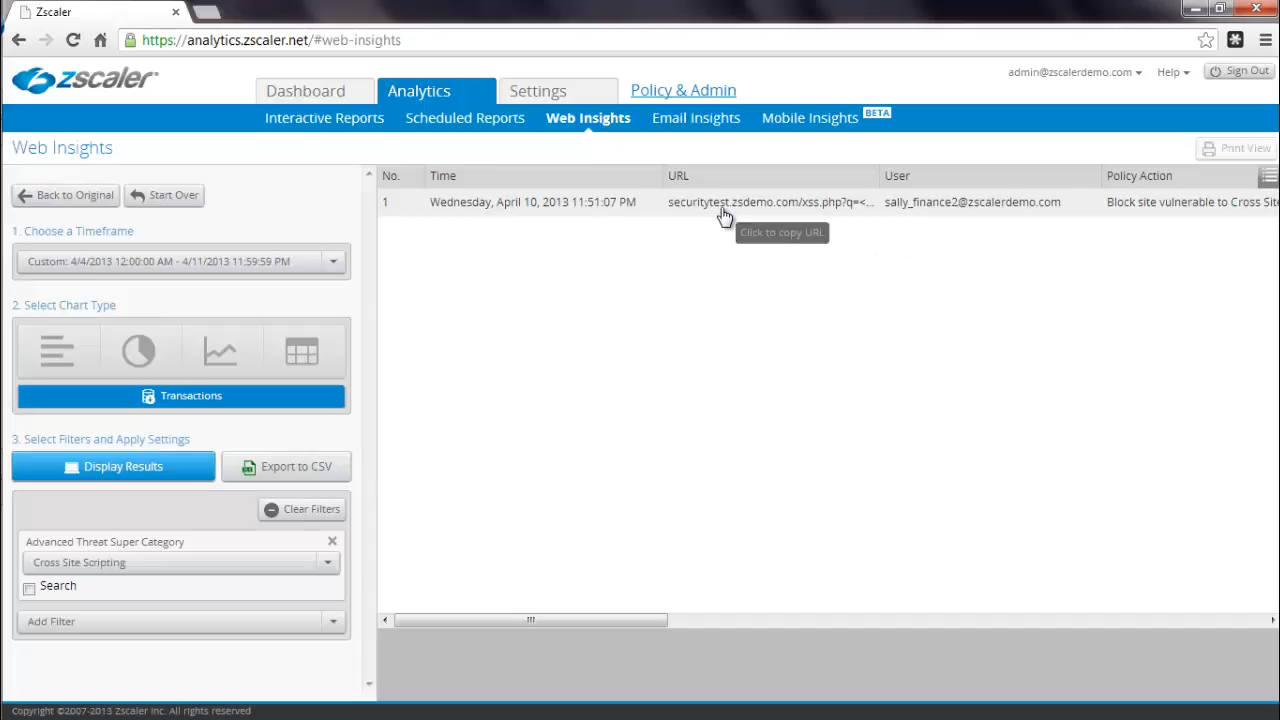 Zscaler
https://analytics.zscaler.net/#web-insights
zscaler™
Dashboard
Analytics
Settings
Policy & Admin
admin@zscalerdemo.com
Help
Sign Out
Interactive Reports
Scheduled Reports
Web Insights
Email Insights
Mobile Insights BETA
Web Insights
Print View
Back to Original
Start Over
1. Choose a Timeframe
Custom: 4/4/2013 12:00:00 AM - 4/11/2013 11:59:59 PM
2. Select Chart Type
Transactions
3. Select Filters and Apply Settings
Display Results
Export to CSV
Clear Filters
Advanced Threat Super Category
Cross Site Scripting
Search
Add Filter
No. Time URL User Policy Action
1 Wednesday, April 10, 2013 11:51:07 PM securitytest.zsdemo.com/xss.php?q=<... sally_finance2@zscalerdemo.com Block site vulnerable to Cross Site
Click to copy URL
Copyright ©2007-2013 Zscaler Inc. All rights reserved